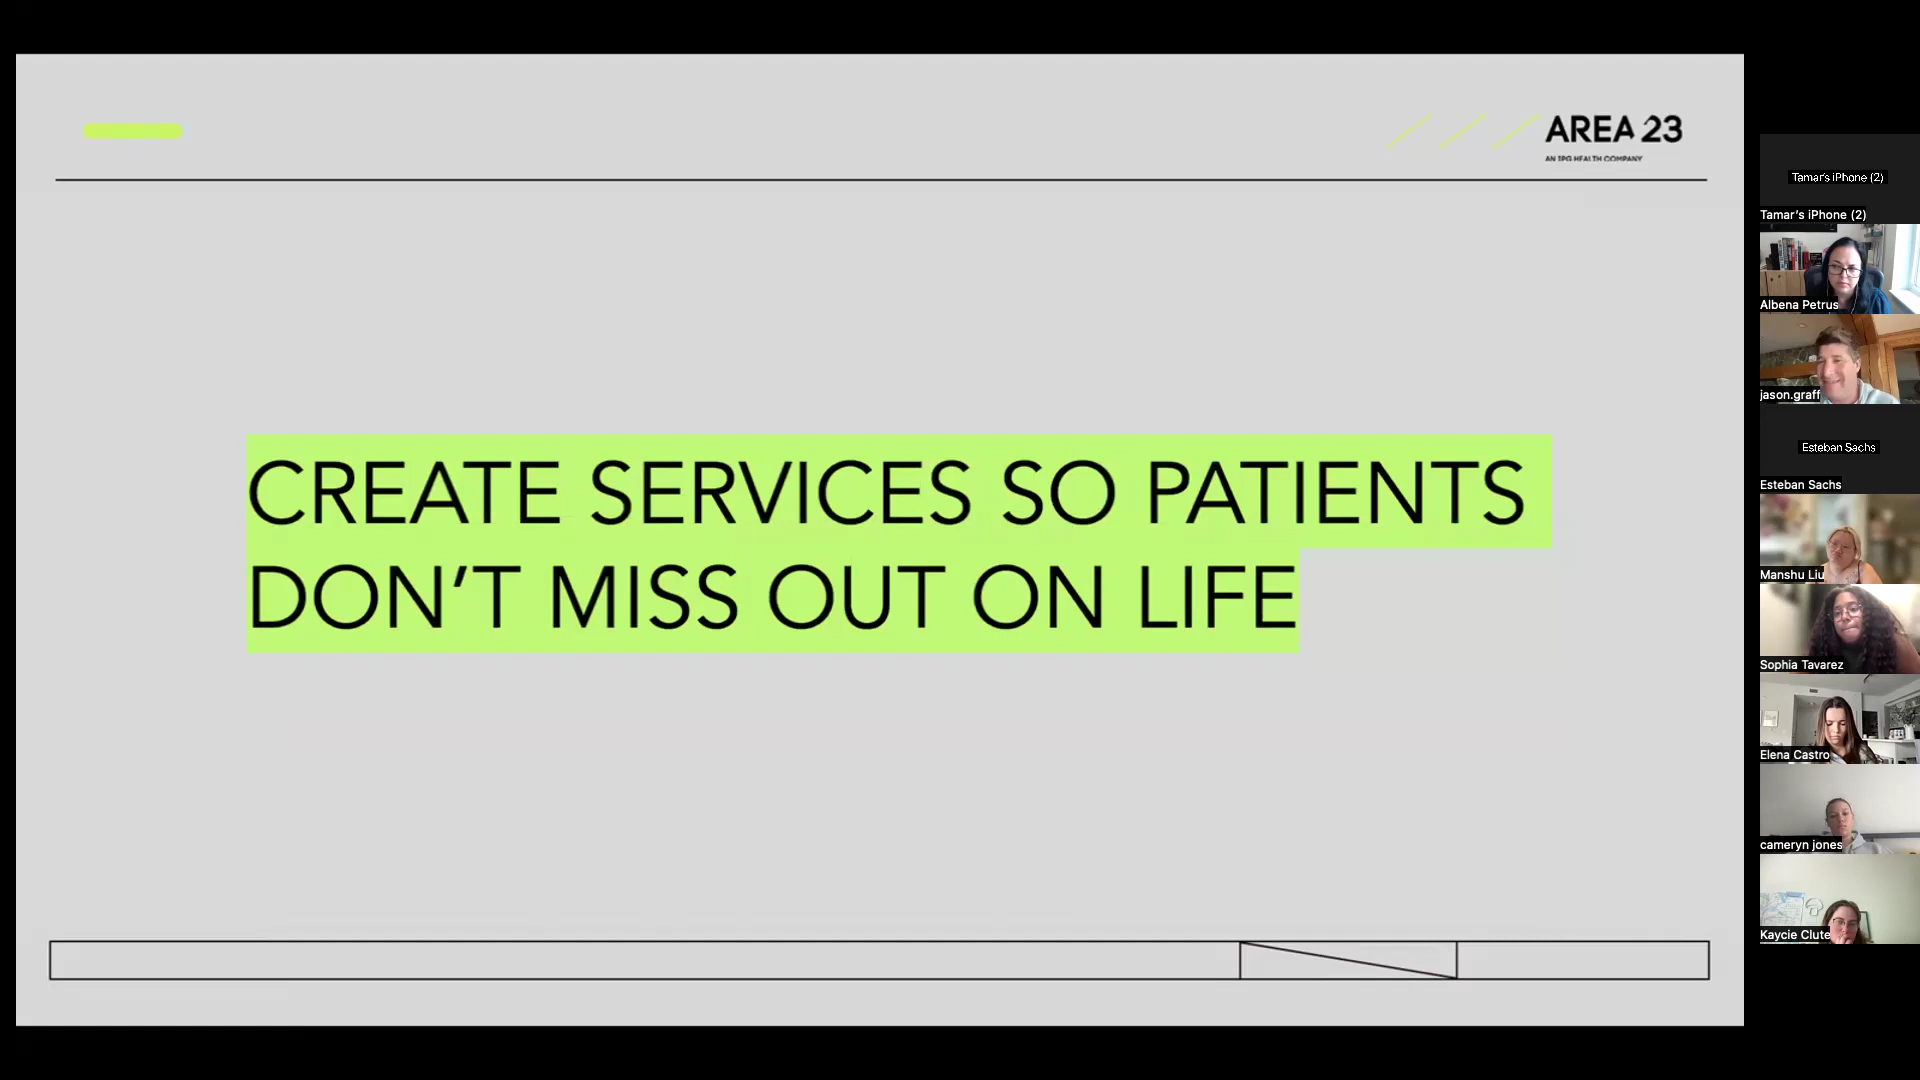 AREA 23
AN IPG HEALTH COMPANY
CREATE SERVICES SO PATIENTS
DON’T MISS OUT ON LIFE
Tamar's iPhone (2)
Tamar’s iPhone (2)
Albena Petrus
jason.graff
Esteban Sachs
Esteban Sachs
Manshu Liu
Sophia Tavarez
Elena Castro
cameryn jones
Kaycie Clute